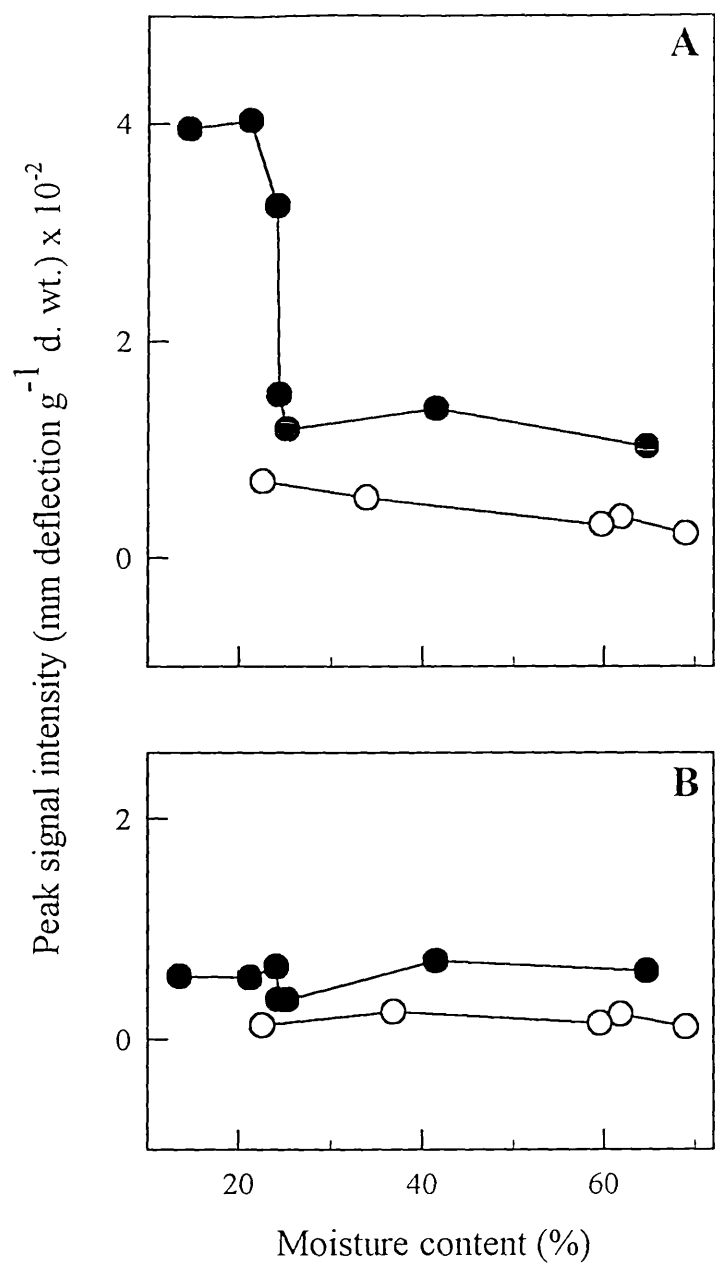 A
4
2
0
B
2
0
20 40 60
Moisture content (%)
Peak signal intensity (mm deflection g⁻¹ d. wt.) x 10⁻²